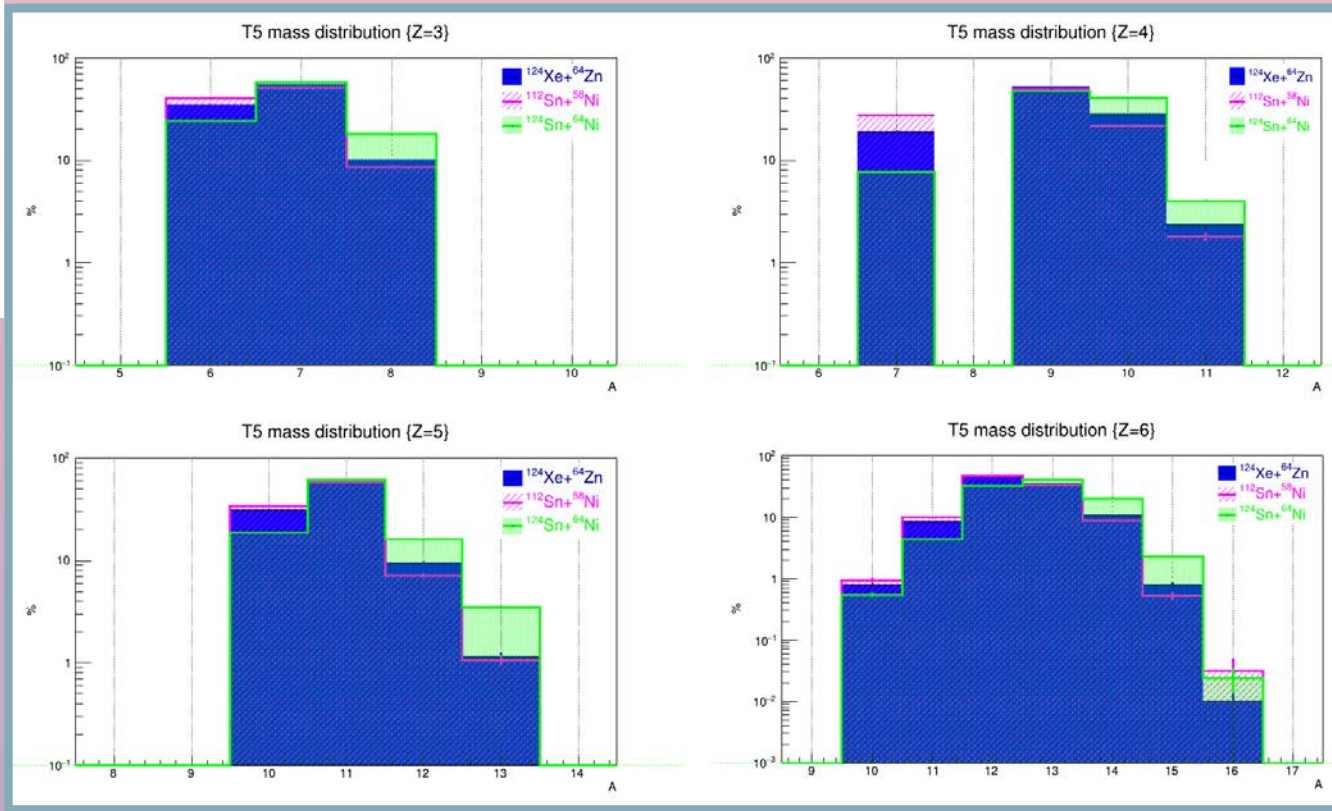 T5 mass distribution {Z=3}
10²
10
1
10⁻¹
%
5 6 7 8 9 10
A
¹²⁴Xe+⁶⁴Zn
¹¹²Sn+⁵⁸Ni
¹²⁴Sn+⁶⁴Ni
T5 mass distribution {Z=4}
10²
10
1
10⁻¹
%
6 7 8 9 10 11 12
A
¹²⁴Xe+⁶⁴Zn
¹¹²Sn+⁵⁸Ni
¹²⁴Sn+⁶⁴Ni
T5 mass distribution {Z=5}
10²
10
1
10⁻¹
%
8 9 10 11 12 13 14
A
¹²⁴Xe+⁶⁴Zn
¹¹²Sn+⁵⁸Ni
¹²⁴Sn+⁶⁴Ni
T5 mass distribution {Z=6}
10²
10
1
10⁻¹
10⁻²
10⁻³
%
9 10 11 12 13 14 15 16 17
A
¹²⁴Xe+⁶⁴Zn
¹¹²Sn+⁵⁸Ni
¹²⁴Sn+⁶⁴Ni